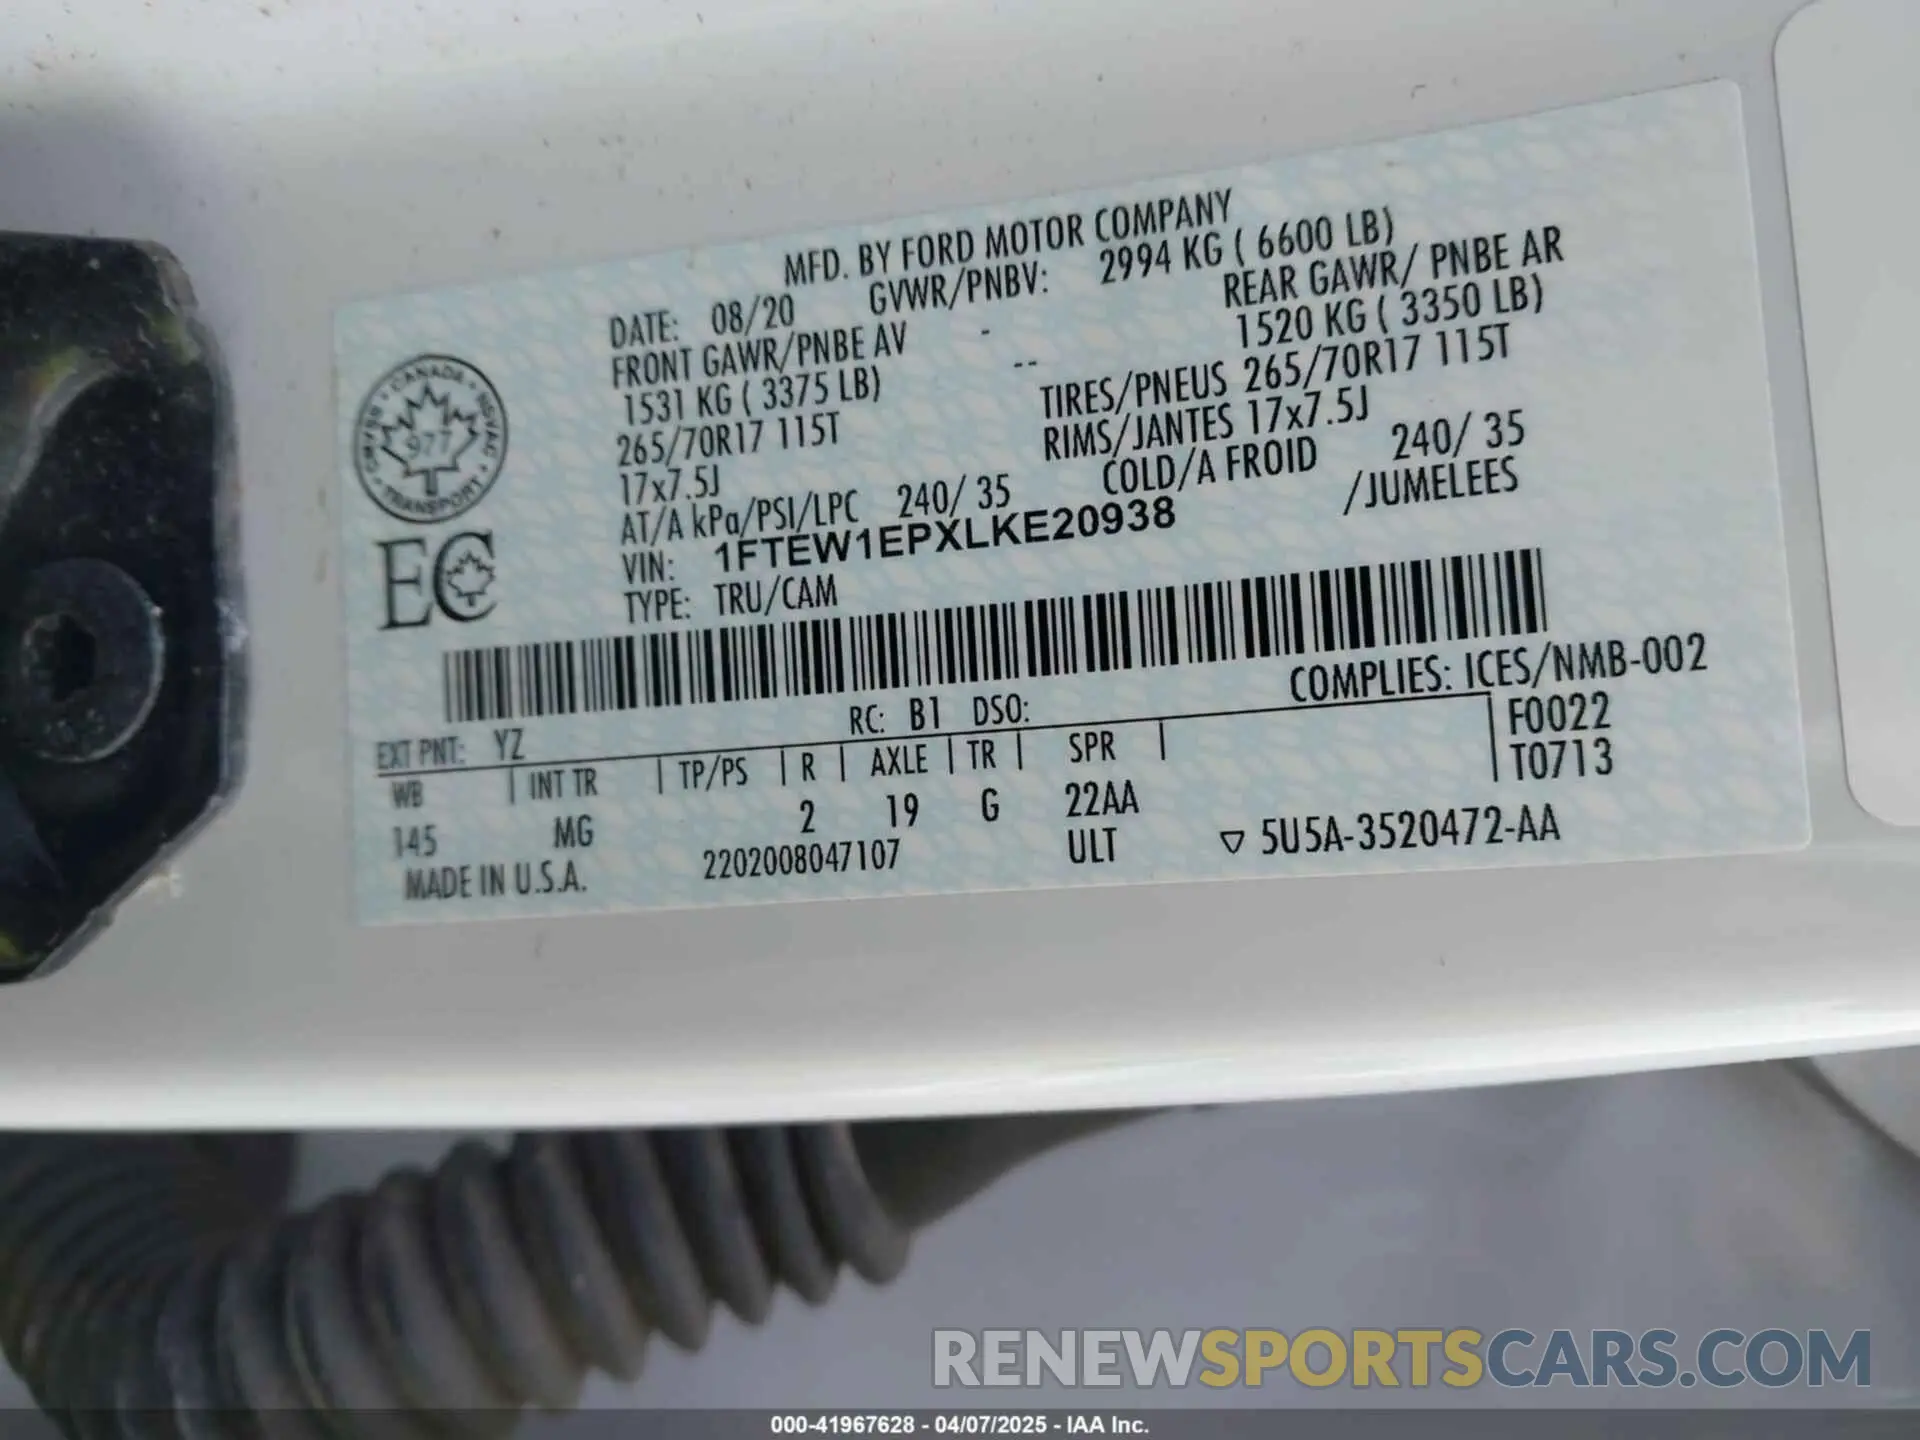 MFD. BY FORD MOTOR COMPANY
DATE: 08/20 GVWR/PNBV: 2994 KG ( 6600 LB)
FRONT GAWR/PNBE AV - REAR GAWR/ PNBE AR
1531 KG ( 3375 LB) -- 1520 KG ( 3350 LB)
265/70R17 115T TIRES/PNEUS 265/70R17 115T
17x7.5J RIMS/JANTES 17x7.5J
AT/A kPa/PSI/LPC 240/ 35 COLD/A FROID 240/ 35
VIN: 1FTEW1EPXLKE20938 /JUMELEES
TYPE: TRU/CAM
CANADA
NSVAC
TRANSPORT
977
EC
COMPLIES: ICES/NMB-002
EXT PNT: YZ RC: B1 DSO: F0022
WB INT TR TP/PS R AXLE TR SPR T0713
145 MG 2 19 G 22AA
MADE IN U.S.A. 2202008047107 ULT 5U5A-3520472-AA
RENEWSPORTSCARS.COM
000-41967628 - 04/07/2025 - IAA Inc.